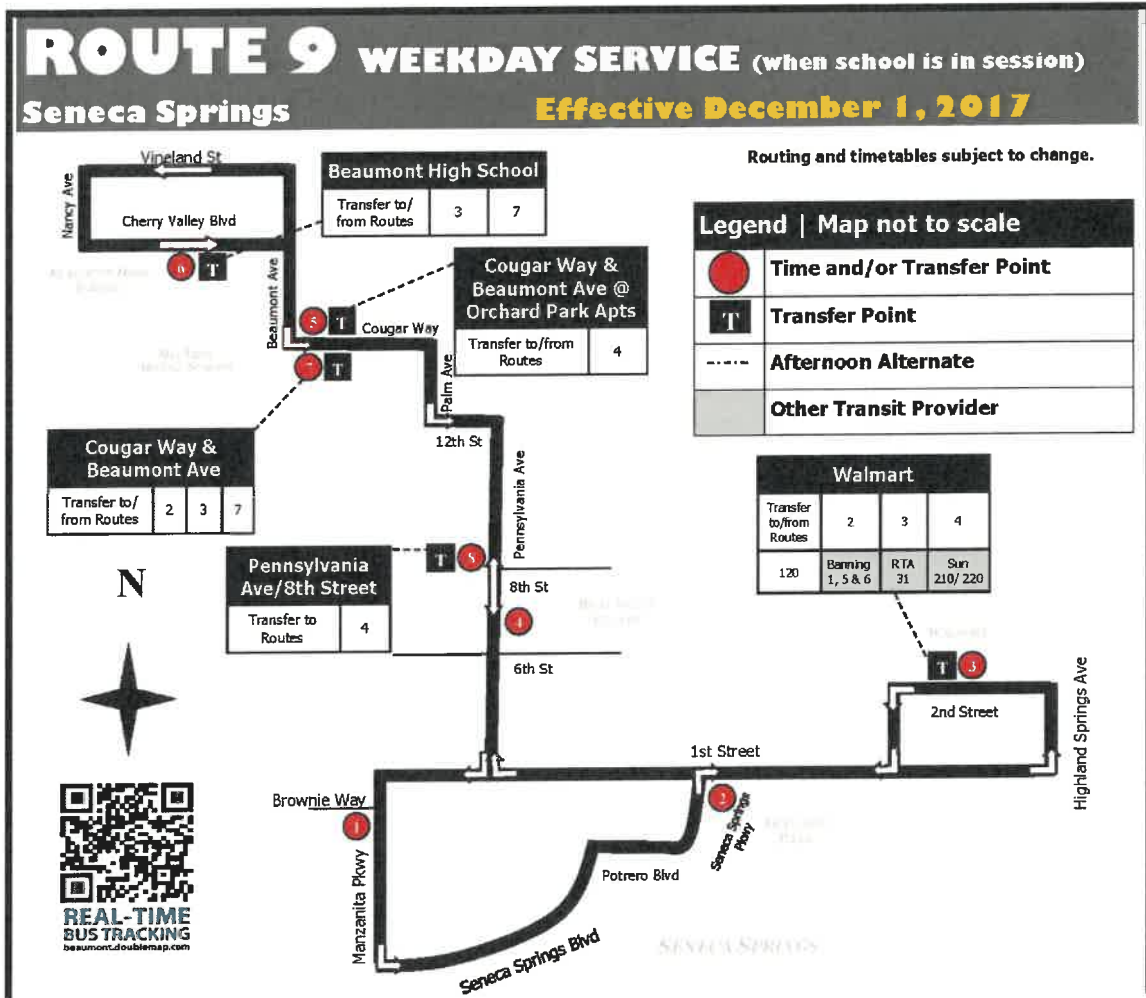 ROUTE 9 WEEKDAY SERVICE (when school is in session)
Seneca Springs
Effective December 1, 2017
Routing and timetables subject to change.
Vineland St
Nancy Ave
Cherry Valley Blvd
6
T
Beaumont High School
Transfer to/
from Routes
3
7
Legend | Map not to scale
Time and/or Transfer Point
T
Transfer Point
Afternoon Alternate
Other Transit Provider
Cougar Way &
Beaumont Ave @
Orchard Park Apts
Transfer to/from
Routes
4
Beaumont Ave
5
T
Cougar Way
7
T
Palm Ave
12th St
Cougar Way &
Beaumont Ave
Transfer to/
from Routes
2
3
7
Pennsylvania Ave
Walmart
Transfer
to/from
Routes
2
3
4
120
Banning
1, 5 & 6
RTA
31
Sun
210/ 220
Pennsylvania
Ave/8th Street
Transfer to
Routes
4
T
8
8th St
4
6th St
N
T
3
2nd Street
Highland Springs Ave
1st Street
Brownie Way
1
2
Seneca Springs
Pkwy
Manzanita Pkwy
Potrero Blvd
Seneca Springs Blvd
SENECA SPRINGS
REAL-TIME
BUS TRACKING
beaumont.doublemap.com